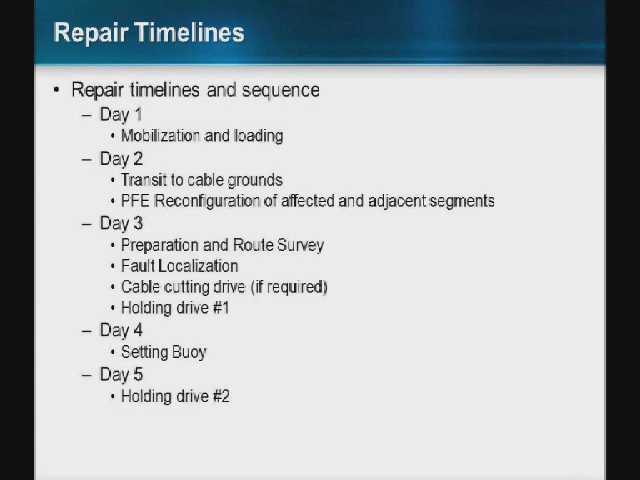 Repair Timelines
• Repair timelines and sequence
– Day 1
• Mobilization and loading
– Day 2
• Transit to cable grounds
• PFE Reconfiguration of affected and adjacent segments
– Day 3
• Preparation and Route Survey
• Fault Localization
• Cable cutting drive (if required)
• Holding drive #1
– Day 4
• Setting Buoy
– Day 5
• Holding drive #2